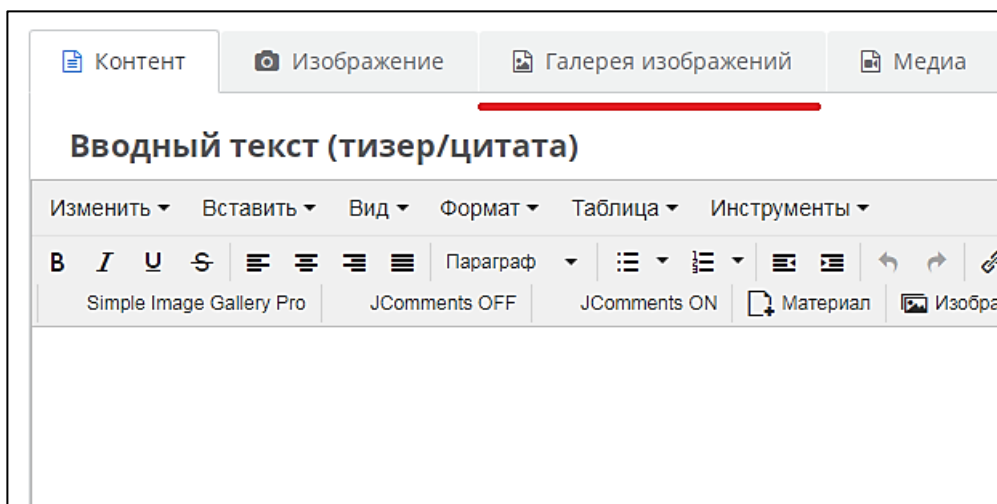 Контент Изображение Галерея изображений Медиа
Вводный текст (тизер/цитата)
Изменить Вставить Вид Формат Таблица Инструменты
B I U S Параграф
Simple Image Gallery Pro JComments OFF JComments ON Материал Изобра